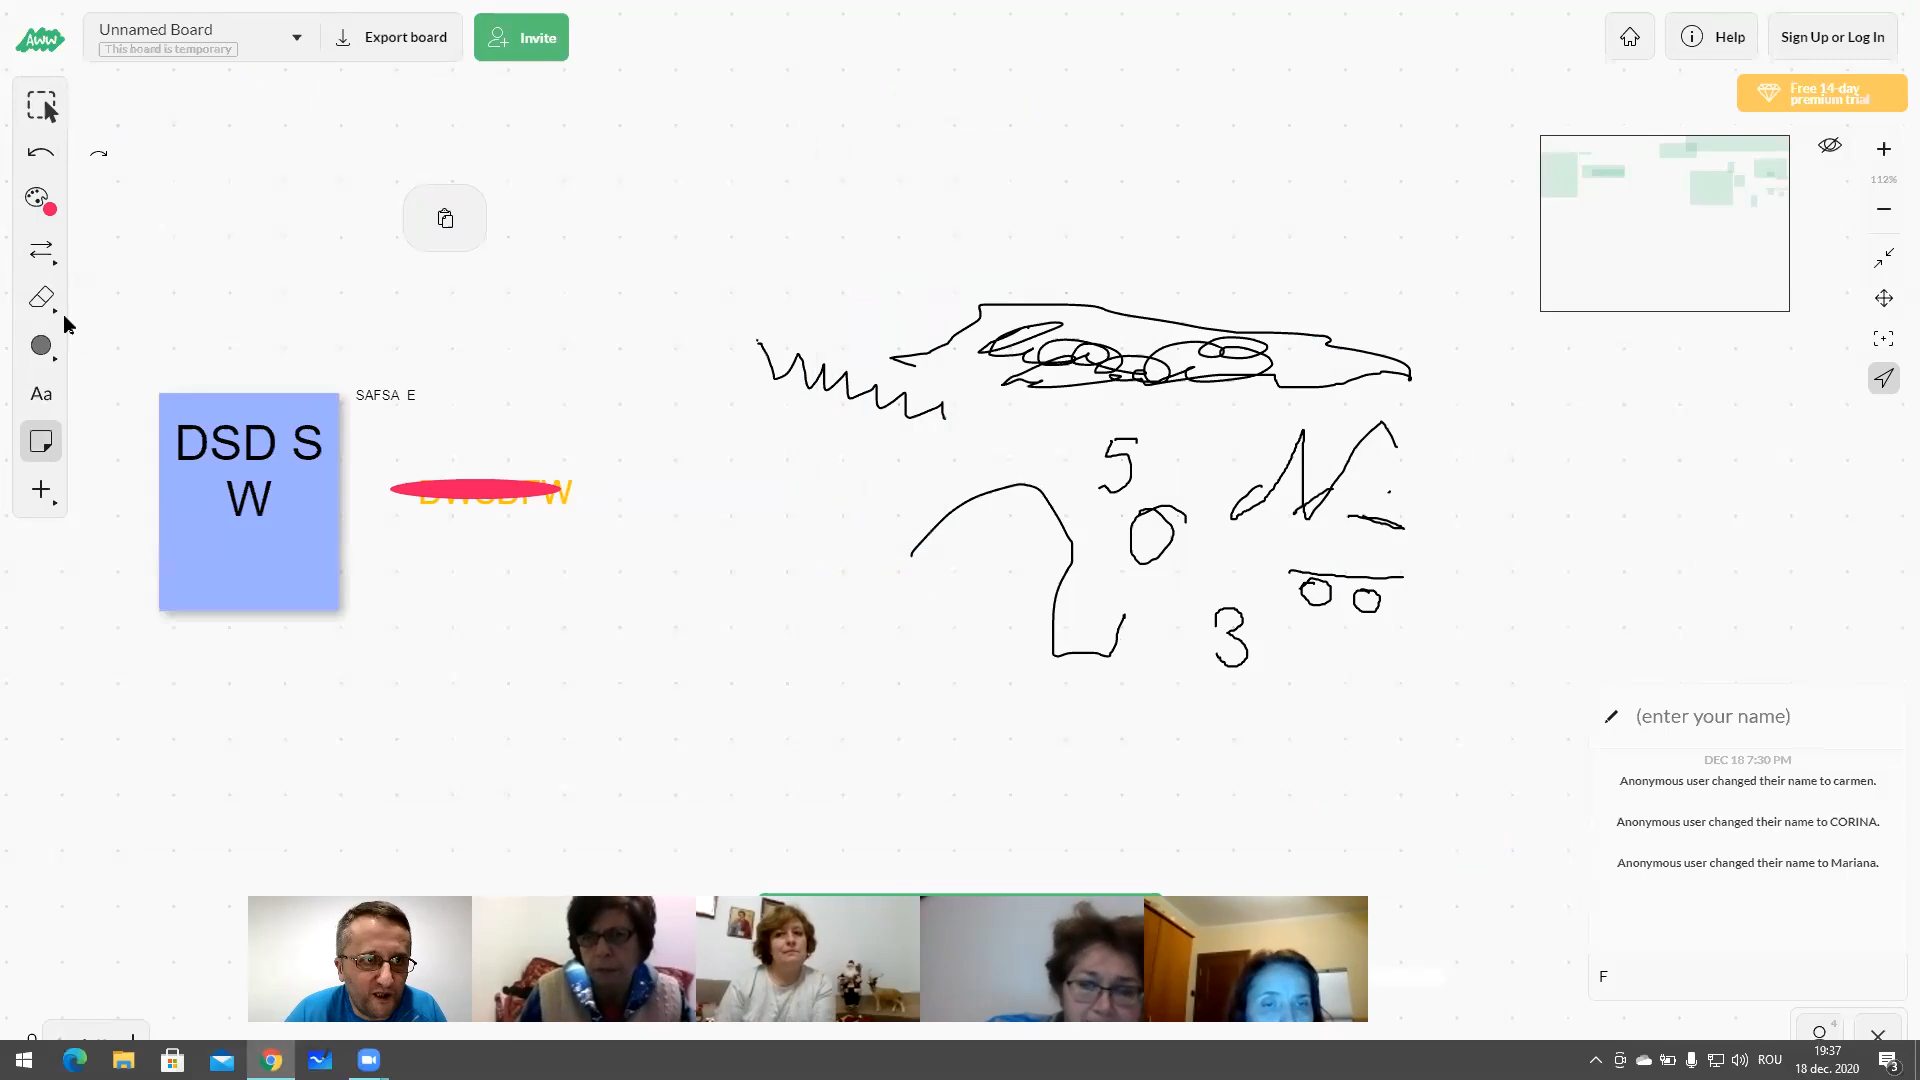 Unnamed Board
This board is temporary
Export board
Invite
Help
Sign Up or Log In
AWW
Free 14-day
premium trial
112%
Aa
DSD S
W
SAFSA E
5
N
3
(enter your name)
DEC 18 7:30 PM
Anonymous user changed their name to carmen.
Anonymous user changed their name to CORINA.
Anonymous user changed their name to Mariana.
F
4
ROU
19:37
18 dec. 2020
3